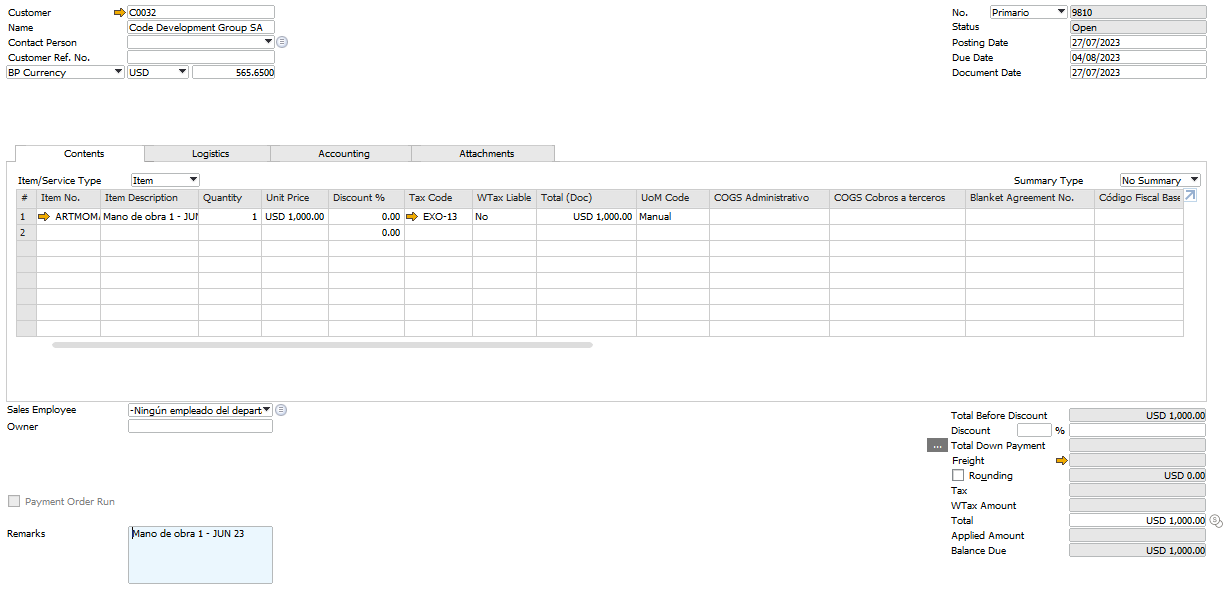 Customer C0032
Name Code Development Group SA
Contact Person
Customer Ref. No.
BP Currency USD 565.6500
No. Primario 9810
Status Open
Posting Date 27/07/2023
Due Date 04/08/2023
Document Date 27/07/2023
Contents Logistics Accounting Attachments
Item/Service Type Item Summary Type No Summary
# Item No. Item Description Quantity Unit Price Discount % Tax Code WTax Liable Total (Doc) UoM Code COGS Administrativo COGS Cobros a terceros Blanket Agreement No. Código Fiscal Base
1 ARTMOM Mano de obra 1 - JUN 1 USD 1,000.00 0.00 EXO-13 No USD 1,000.00 Manual
2 0.00
Sales Employee -Ningún empleado del depart
Owner
Payment Order Run
Remarks Mano de obra 1 - JUN 23
Total Before Discount USD 1,000.00
Discount %
... Total Down Payment
Freight
Rounding USD 0.00
Tax
WTax Amount
Total USD 1,000.00
Applied Amount
Balance Due USD 1,000.00